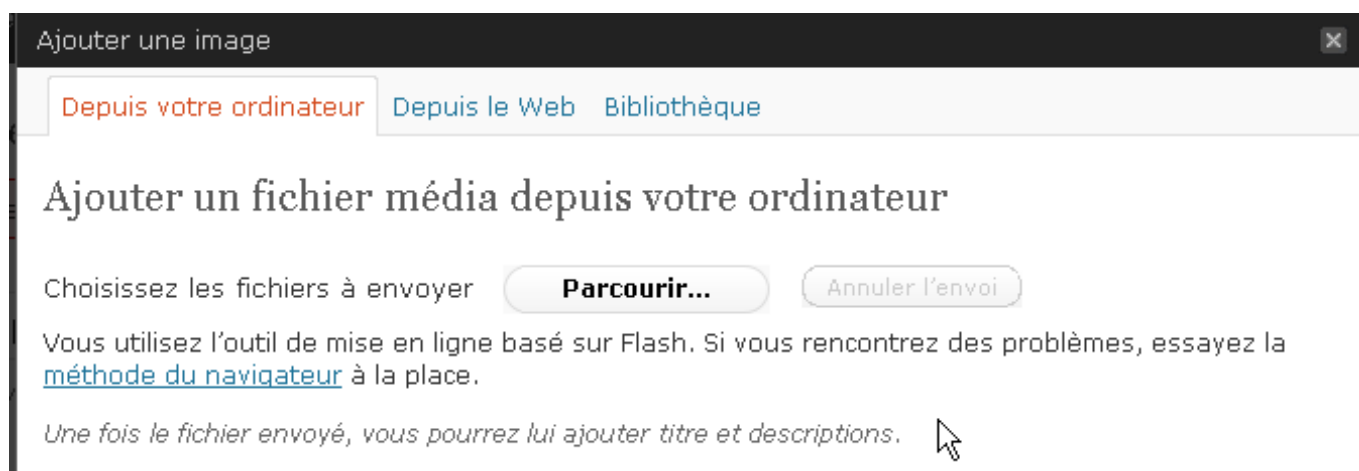 Ajouter une image
Depuis votre ordinateur Depuis le Web Bibliothèque
Ajouter un fichier média depuis votre ordinateur
Choisissez les fichiers à envoyer Parcourir... Annuler l’envoi
Vous utilisez l’outil de mise en ligne basé sur Flash. Si vous rencontrez des problèmes, essayez la
méthode du navigateur à la place.
Une fois le fichier envoyé, vous pourrez lui ajouter titre et descriptions.